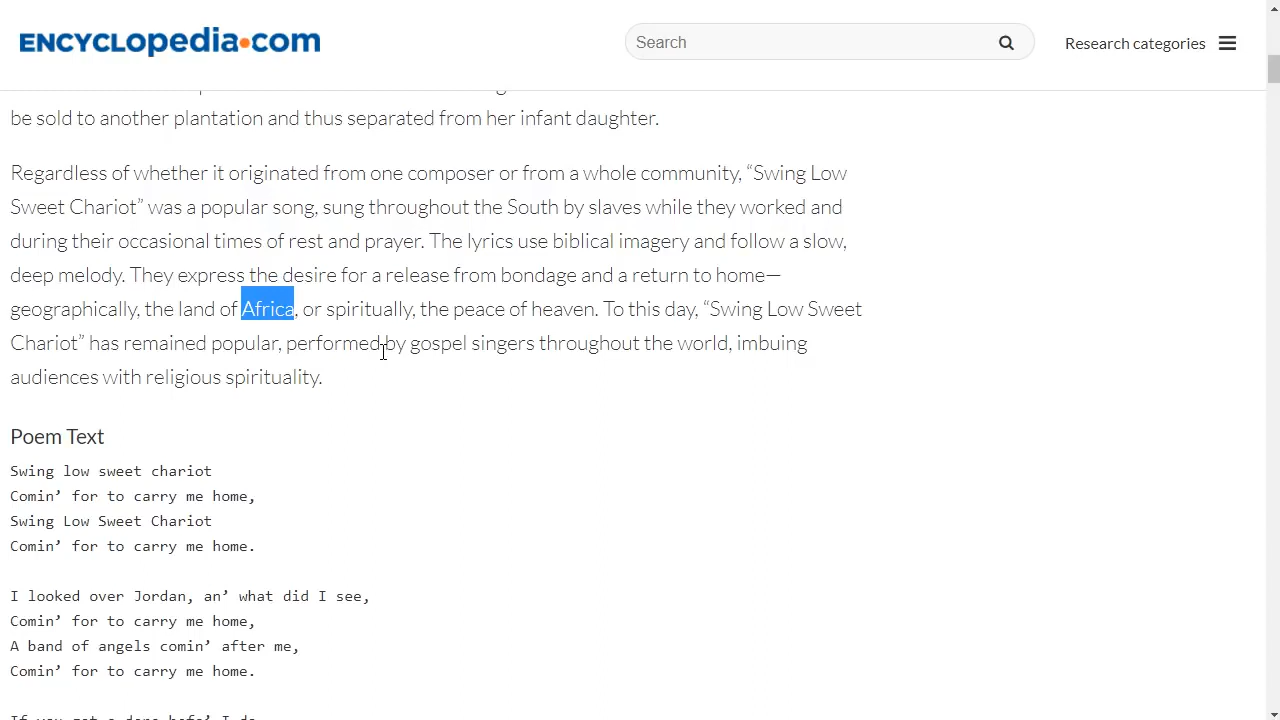 ENCYCLopedia.com
Search
Research categories
be sold to another plantation and thus separated from her infant daughter.
Regardless of whether it originated from one composer or from a whole community, “Swing Low
Sweet Chariot” was a popular song, sung throughout the South by slaves while they worked and
during their occasional times of rest and prayer. The lyrics use biblical imagery and follow a slow,
deep melody. They express the desire for a release from bondage and a return to home—
geographically, the land of Africa, or spiritually, the peace of heaven. To this day, “Swing Low Sweet
Chariot” has remained popular, performed by gospel singers throughout the world, imbuing
audiences with religious spirituality.
Poem Text
Swing low sweet chariot
Comin’ for to carry me home,
Swing Low Sweet Chariot
Comin’ for to carry me home.
I looked over Jordan, an’ what did I see,
Comin’ for to carry me home,
A band of angels comin’ after me,
Comin’ for to carry me home.